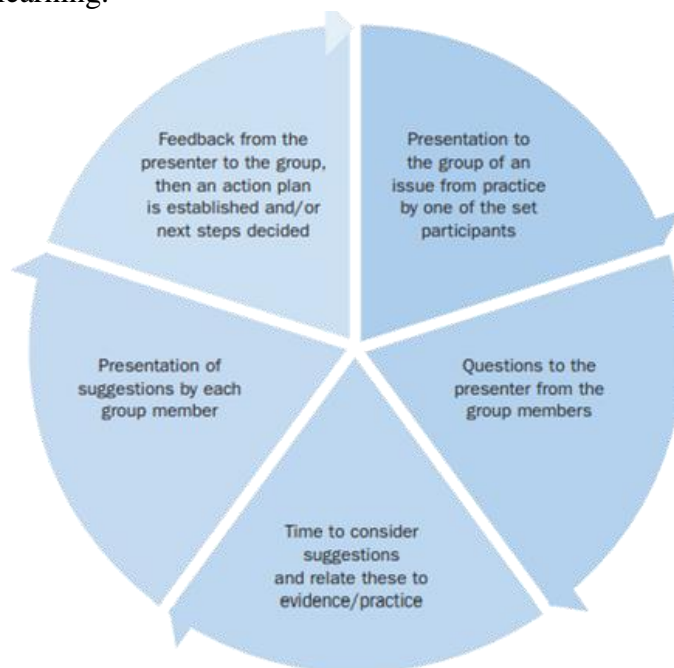 Presentation to
the group of an
issue from practice
by one of the set
participants
Questions to the
presenter from the
group members
Time to consider
suggestions
and relate these to
evidence/practice
Presentation of
suggestions by each
group member
Feedback from the
presenter to the group,
then an action plan
is established and/or
next steps decided